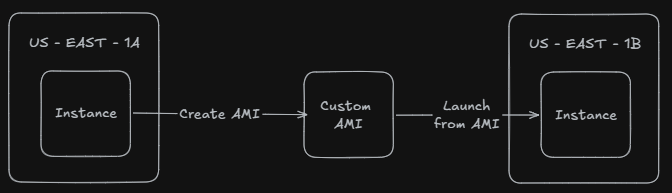 US - EAST - 1A
Instance
Create AMI
Custom
AMI
Launch
from AMI
US - EAST - 1B
Instance